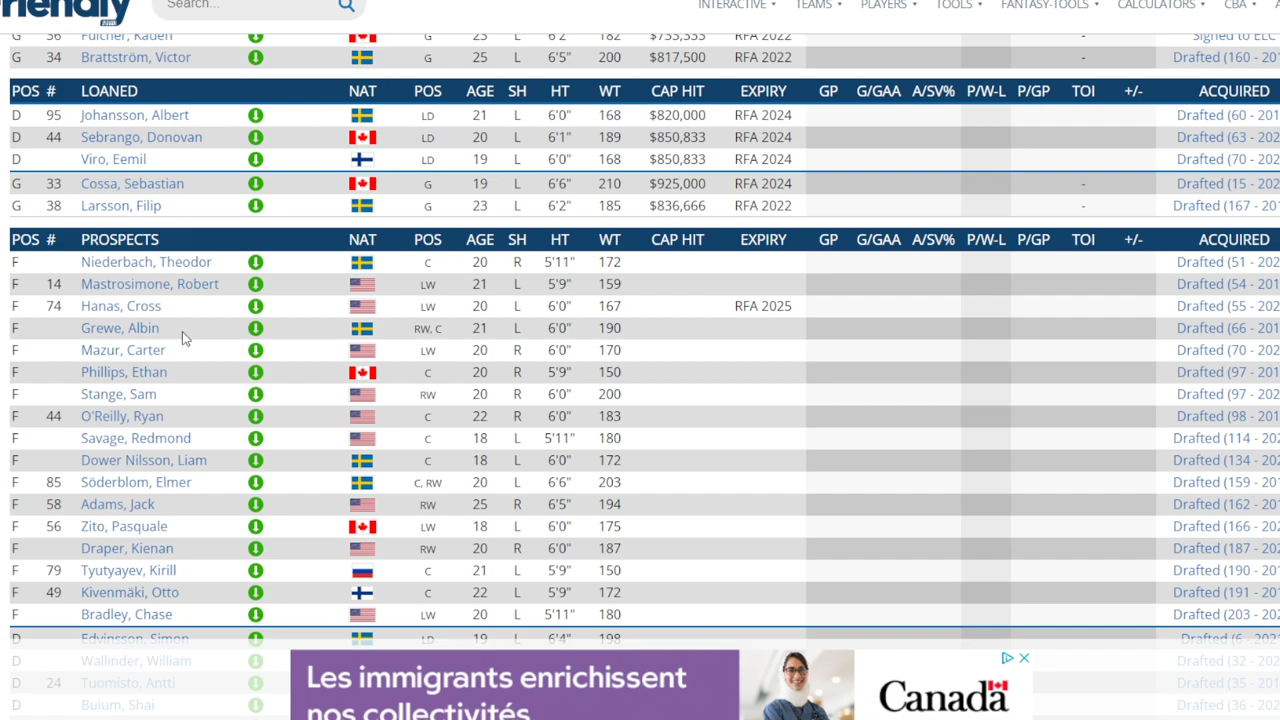 riendly
Search...
INTERACTIVE TEAMS PLAYERS TOOLS FANTASY-TOOLS CALCULATORS CBA
G 36 Fulcher, Kaden G 23 L 6'2" 182 $733,333 RFA 2022 - Signed to ELC
G 34 Brattström, Victor G 25 L 6'5" 200 $817,500 RFA 2022 - Drafted (160 - 201
POS # LOANED NAT POS AGE SH HT WT CAP HIT EXPIRY GP G/GAA A/SV% P/W-L P/GP TOI +/- ACQUIRED
D 95 Johansson, Albert LD 21 L 6'0" 168 $820,000 RFA 2024 Drafted (60 - 201
D 44 Sebrango, Donovan LD 20 L 6'1" 189 $850,833 RFA 2024 Drafted (63 - 202
D Viro, Eemil LD 19 L 6'0" 168 $850,833 RFA 2024 Drafted (70 - 202
G 33 Cossa, Sebastian G 19 L 6'6" 210 $925,000 RFA 2024 - Drafted (15 - 202
G 38 Larsson, Filip G 23 L 6'2" 185 $836,666 RFA 2022 - Drafted (167 - 201
POS # PROSPECTS NAT POS AGE SH HT WT CAP HIT EXPIRY GP G/GAA A/SV% P/W-L P/GP TOI +/- ACQUIRED
F Niederbach, Theodor C 20 R 5'11" 172 Drafted (51 - 202
F 14 Mastrosimone, Robert LW 21 L 5'9" 159 Drafted (54 - 201
F 74 Hanas, Cross LW 20 L 6'0" 167 RFA 2025 Drafted (55 - 202
F Grewe, Albin RW, C 21 L 6'0" 190 Drafted (66 - 201
F Mazur, Carter LW 20 R 6'0" 170 Drafted (70 - 202
F Phillips, Ethan C 20 R 5'9" 150 Drafted (97 - 201
F Stange, Sam RW 20 R 6'0" 200 Drafted (97 - 202
F 44 O'Reilly, Ryan C 22 R 6'0" 183 Drafted (98 - 201
F Savage, Redmond C 18 L 5'11" 180 Drafted (114 - 202
F Dower Nilsson, Liam C 18 L 6'0" 172 Drafted (134 - 202
F 85 Söderblom, Elmer C, RW 20 L 6'6" 203 Drafted (159 - 201
F 58 Adams, Jack RW 25 R 6'5" 194 Drafted (162 - 201
F 56 Zito, Pasquale LW 18 L 6'0" 175 Drafted (166 - 202
F Draper, Kienan RW 20 R 6'0" 187 Drafted (187 - 202
F 79 Tyutyayev, Kirill C 21 L 5'9" 150 Drafted (190 - 201
F 49 Kivenmäki, Otto C 22 L 5'9" 172 Drafted (191 - 201
F Bradley, Chase LW 20 L 5'11" 180 Drafted (203 - 202
D Edvinsson, Simon LD 19 L 6'4" 198 Drafted (6 - 202
D Wallinder, William Drafted (32 - 202
D 24 Tuomisto, Antti Drafted (35 - 201
D Buium, Shai Drafted (36 - 202
Les immigrants enrichissent
nos collectivités
Canada